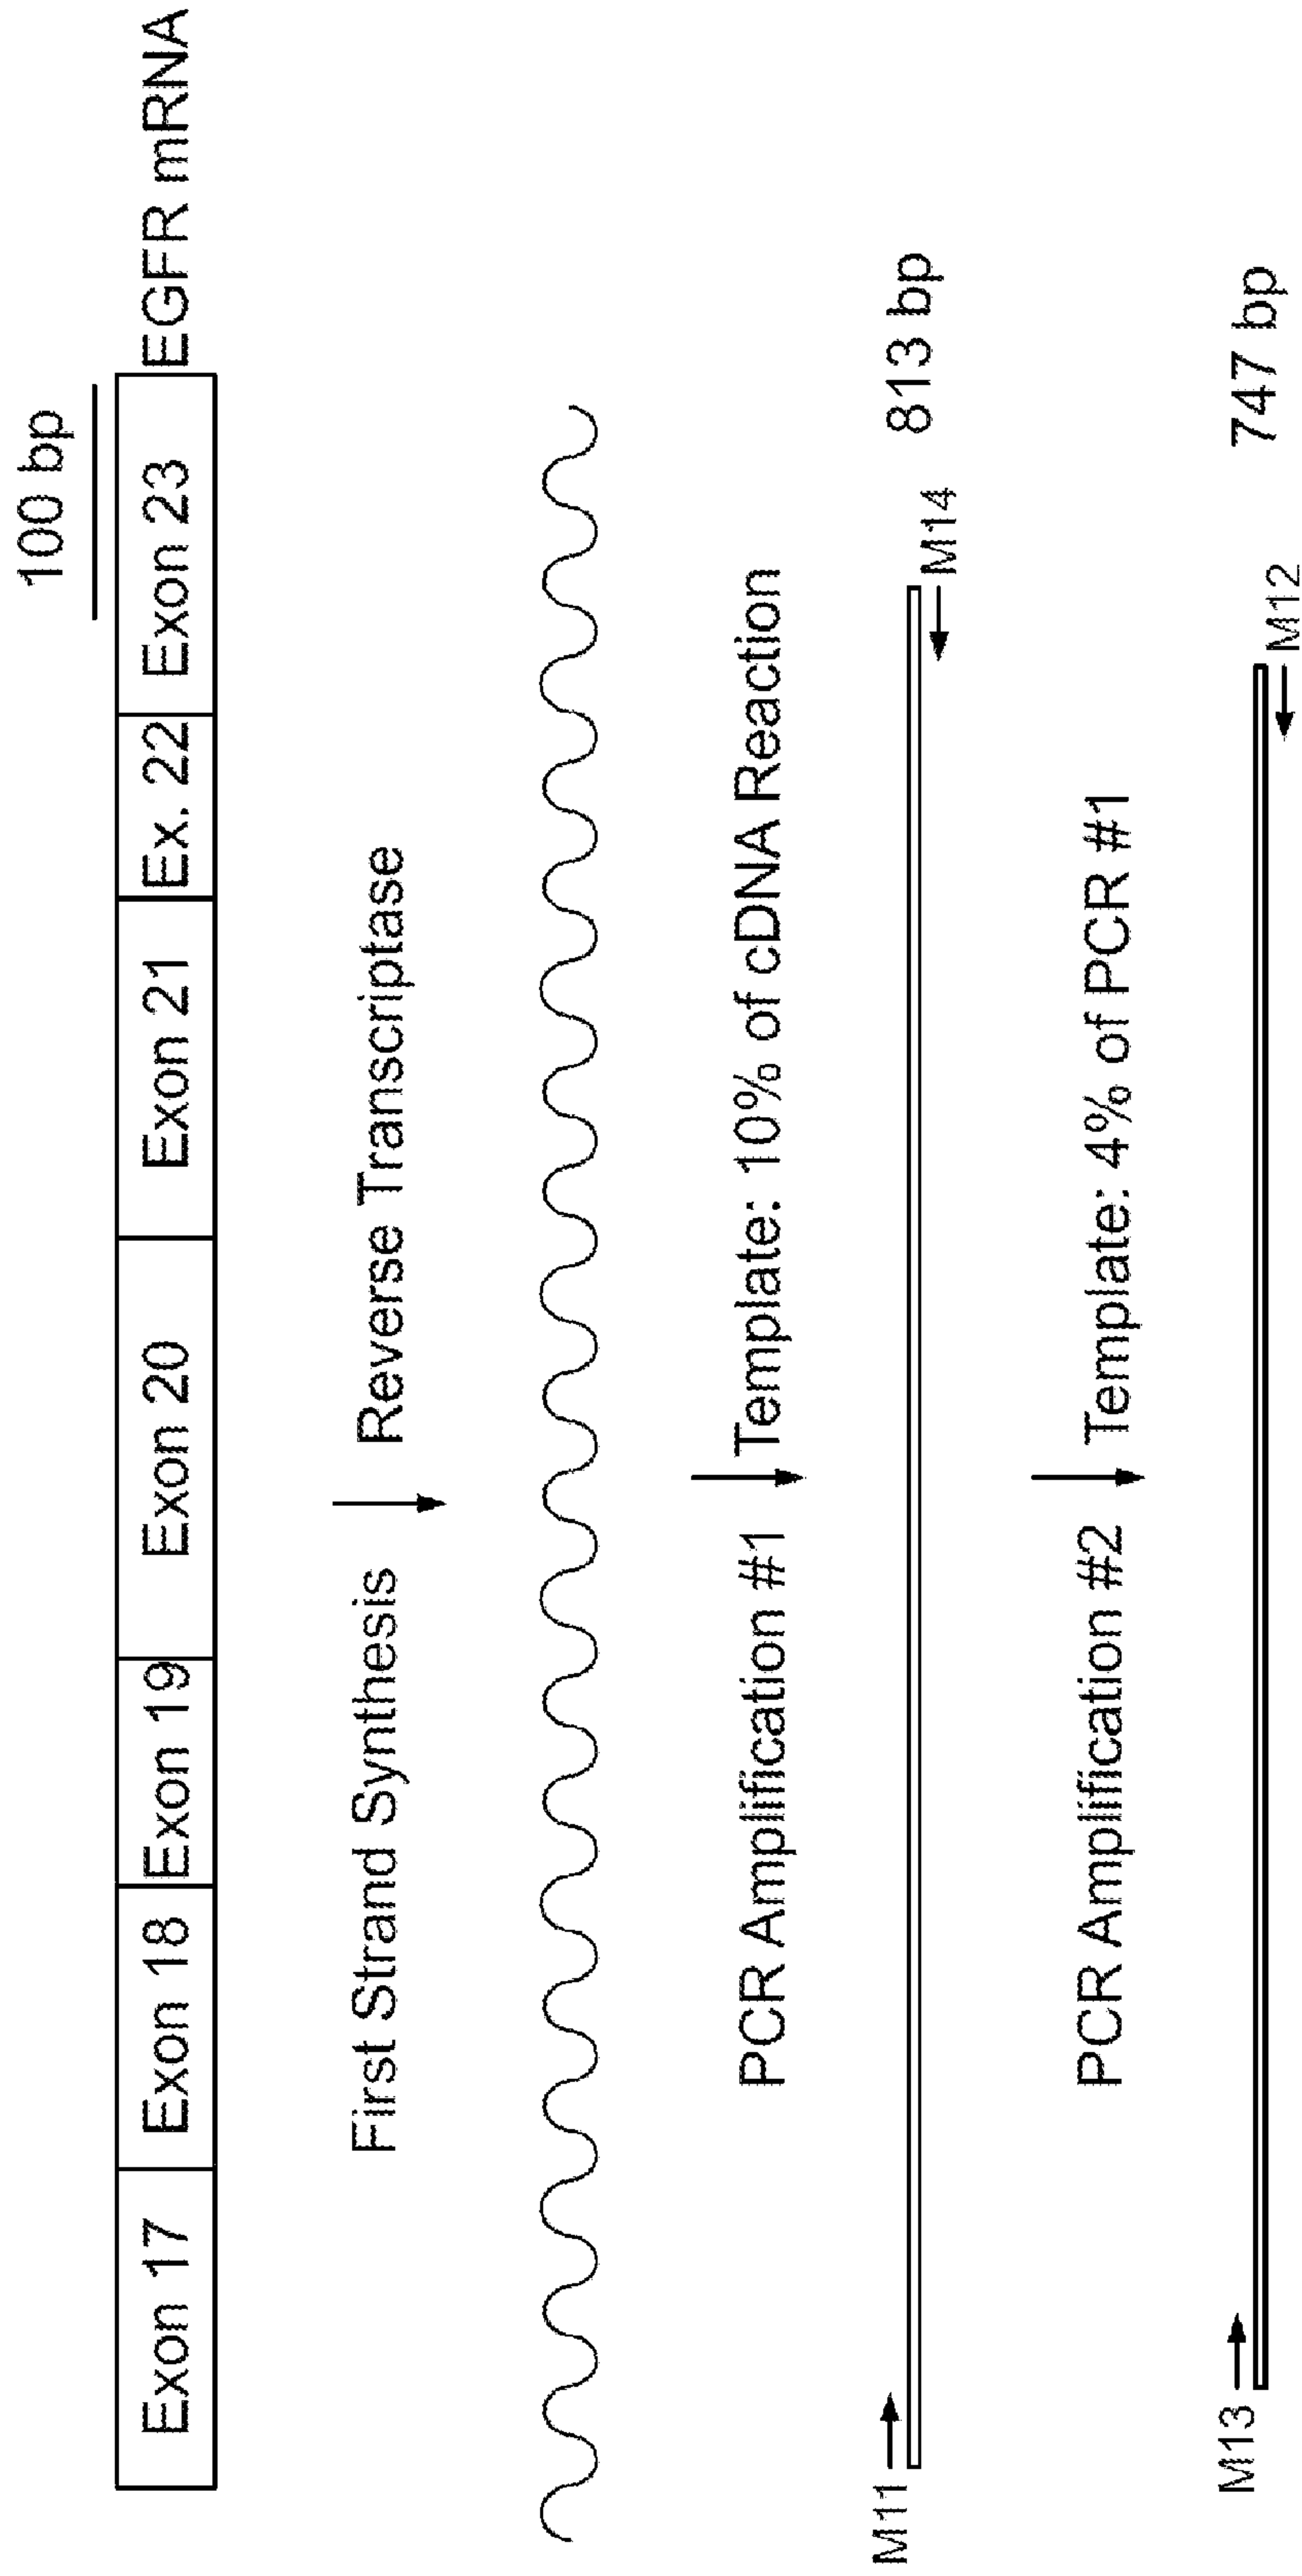 100 bp
Exon 17 Exon 18 Exon 19 Exon 20 Exon 21 Ex. 22 Exon 23 EGFR mRNA
First Strand Synthesis Reverse Transcriptase
PCR Amplification #1 Template: 10% of cDNA Reaction
M11
813 bp
M14
PCR Amplification #2 Template: 4% of PCR #1
M13
747 bp
M12